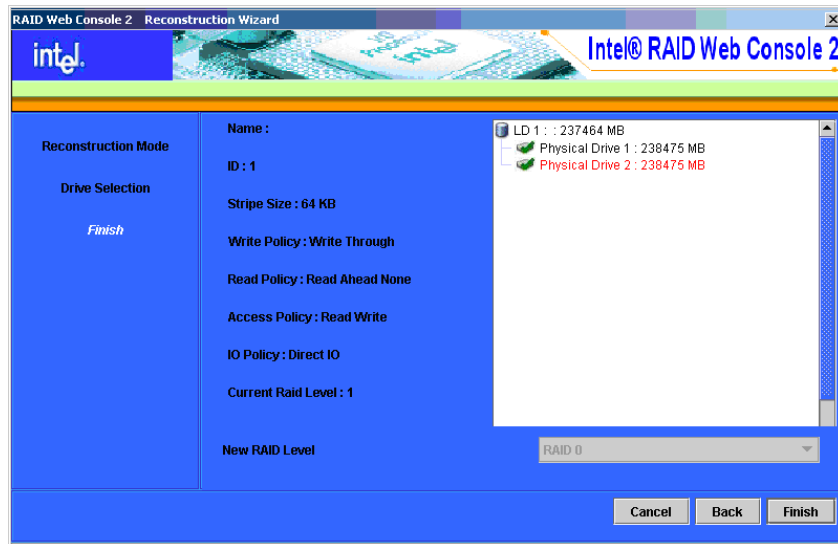 RAID Web Console 2 Reconstruction Wizard
intel.
intel
Intel® RAID Web Console 2
Reconstruction Mode
Drive Selection
Finish
Name :
ID : 1
Stripe Size : 64 KB
Write Policy : Write Through
Read Policy : Read Ahead None
Access Policy : Read Write
IO Policy : Direct IO
Current Raid Level : 1
LD 1 : : 237464 MB
Physical Drive 1 : 238475 MB
Physical Drive 2 : 238475 MB
New RAID Level
RAID 0
Cancel
Back
Finish